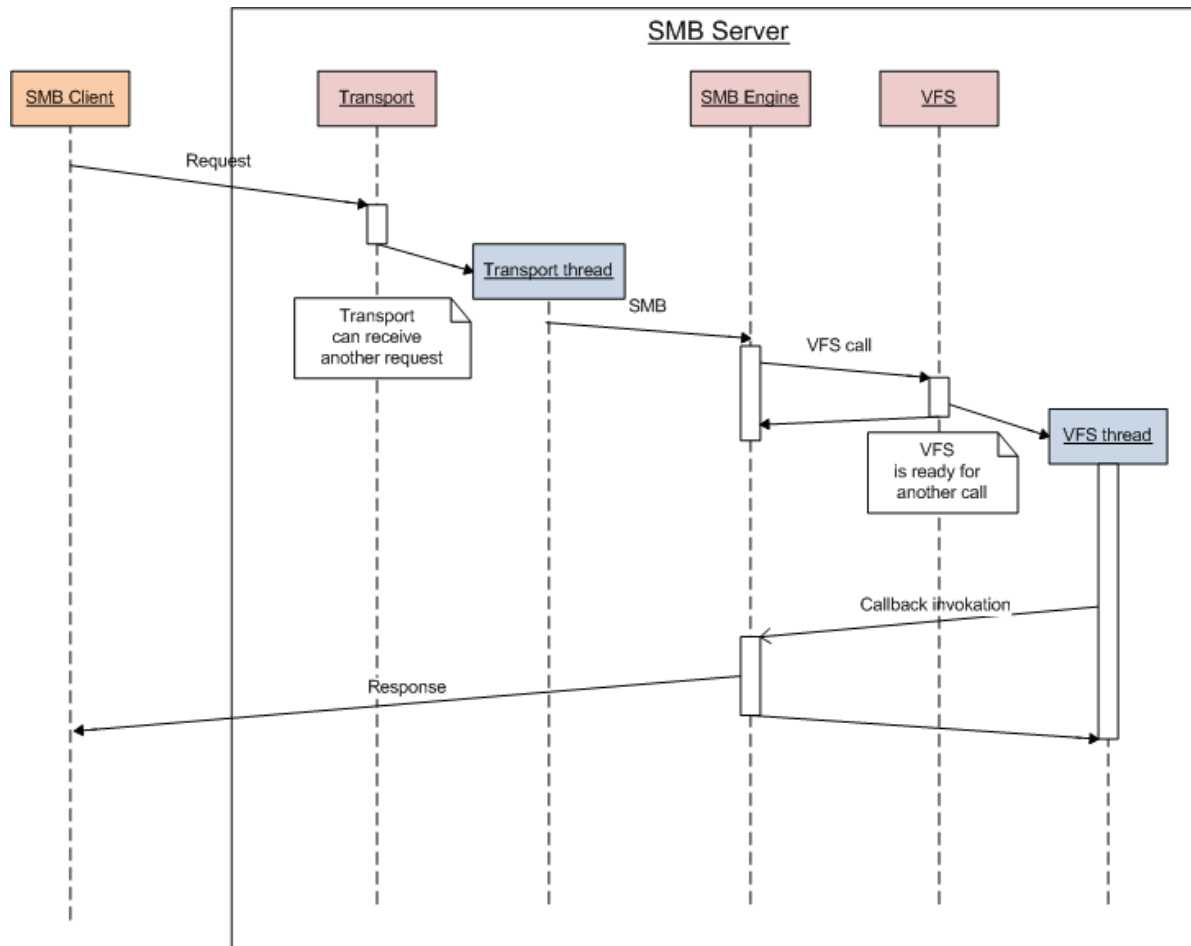 SMB Server
SMB Client
Transport
SMB Engine
VFS
Request
Transport thread
SMB
Transport
can receive
another request
VFS call
VFS thread
VFS
is ready for
another call
Callback invokation
Response